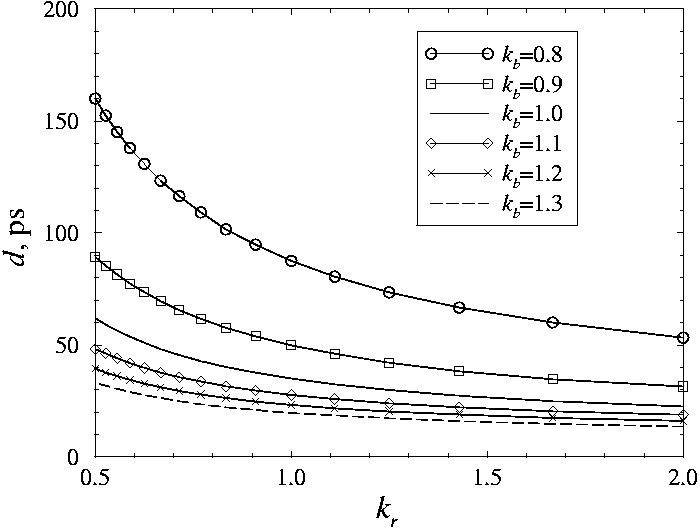 200
150
100
50
0
d, ps
k_b=0.8
k_b=0.9
k_b=1.0
k_b=1.1
k_b=1.2
k_b=1.3
0.5 1.0 1.5 2.0
k_r